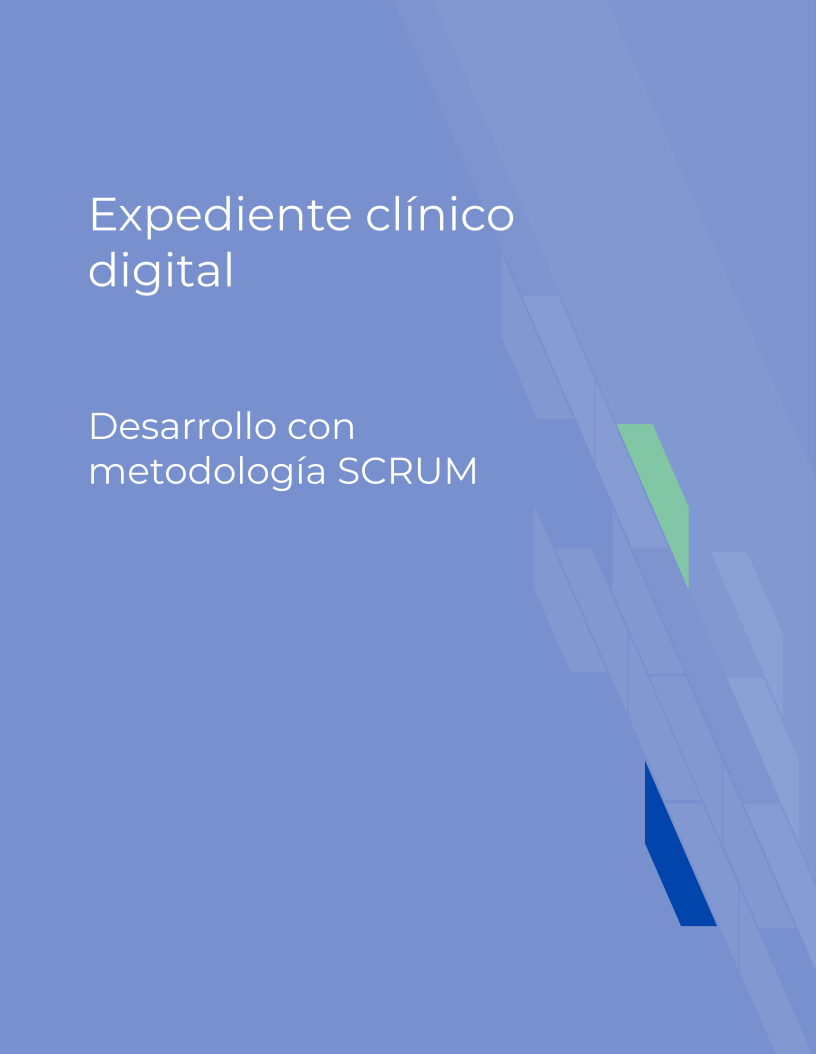 Expediente clínico
digital
Desarrollo con
metodología SCRUM